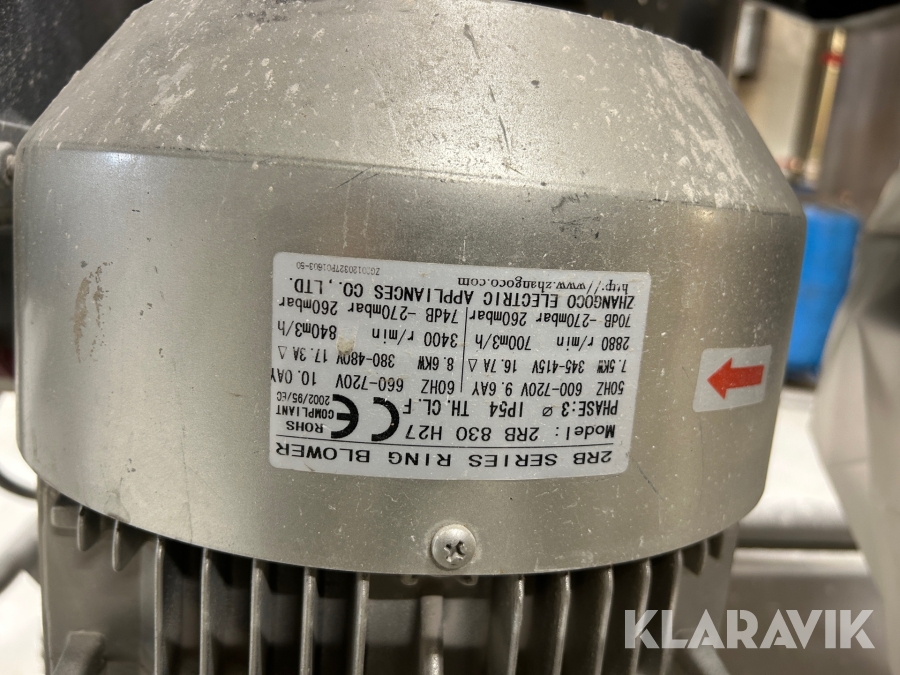 2RB SERIES RING BLOWER
Model: 2RB 830 H27
PHASE:3 Ø IP54 TH.CL.F
CE
ROHS
COMPLIANT
2002/95/EC
50HZ 600-720V 9.6AY
7.5KW 345-415V 16.7A △
2880 r/min 700m3/h
70dB -270mbar 260mbar
60HZ 660-720V 10.0AY
8.6KW 380-480V 17.3A △
3400 r/min 840m3/h
74dB -270mbar 260mbar
ZHANGOCO ELECTRIC APPLIANCES CO., LTD.
http://www.zhangoco.com
KLARAVIK